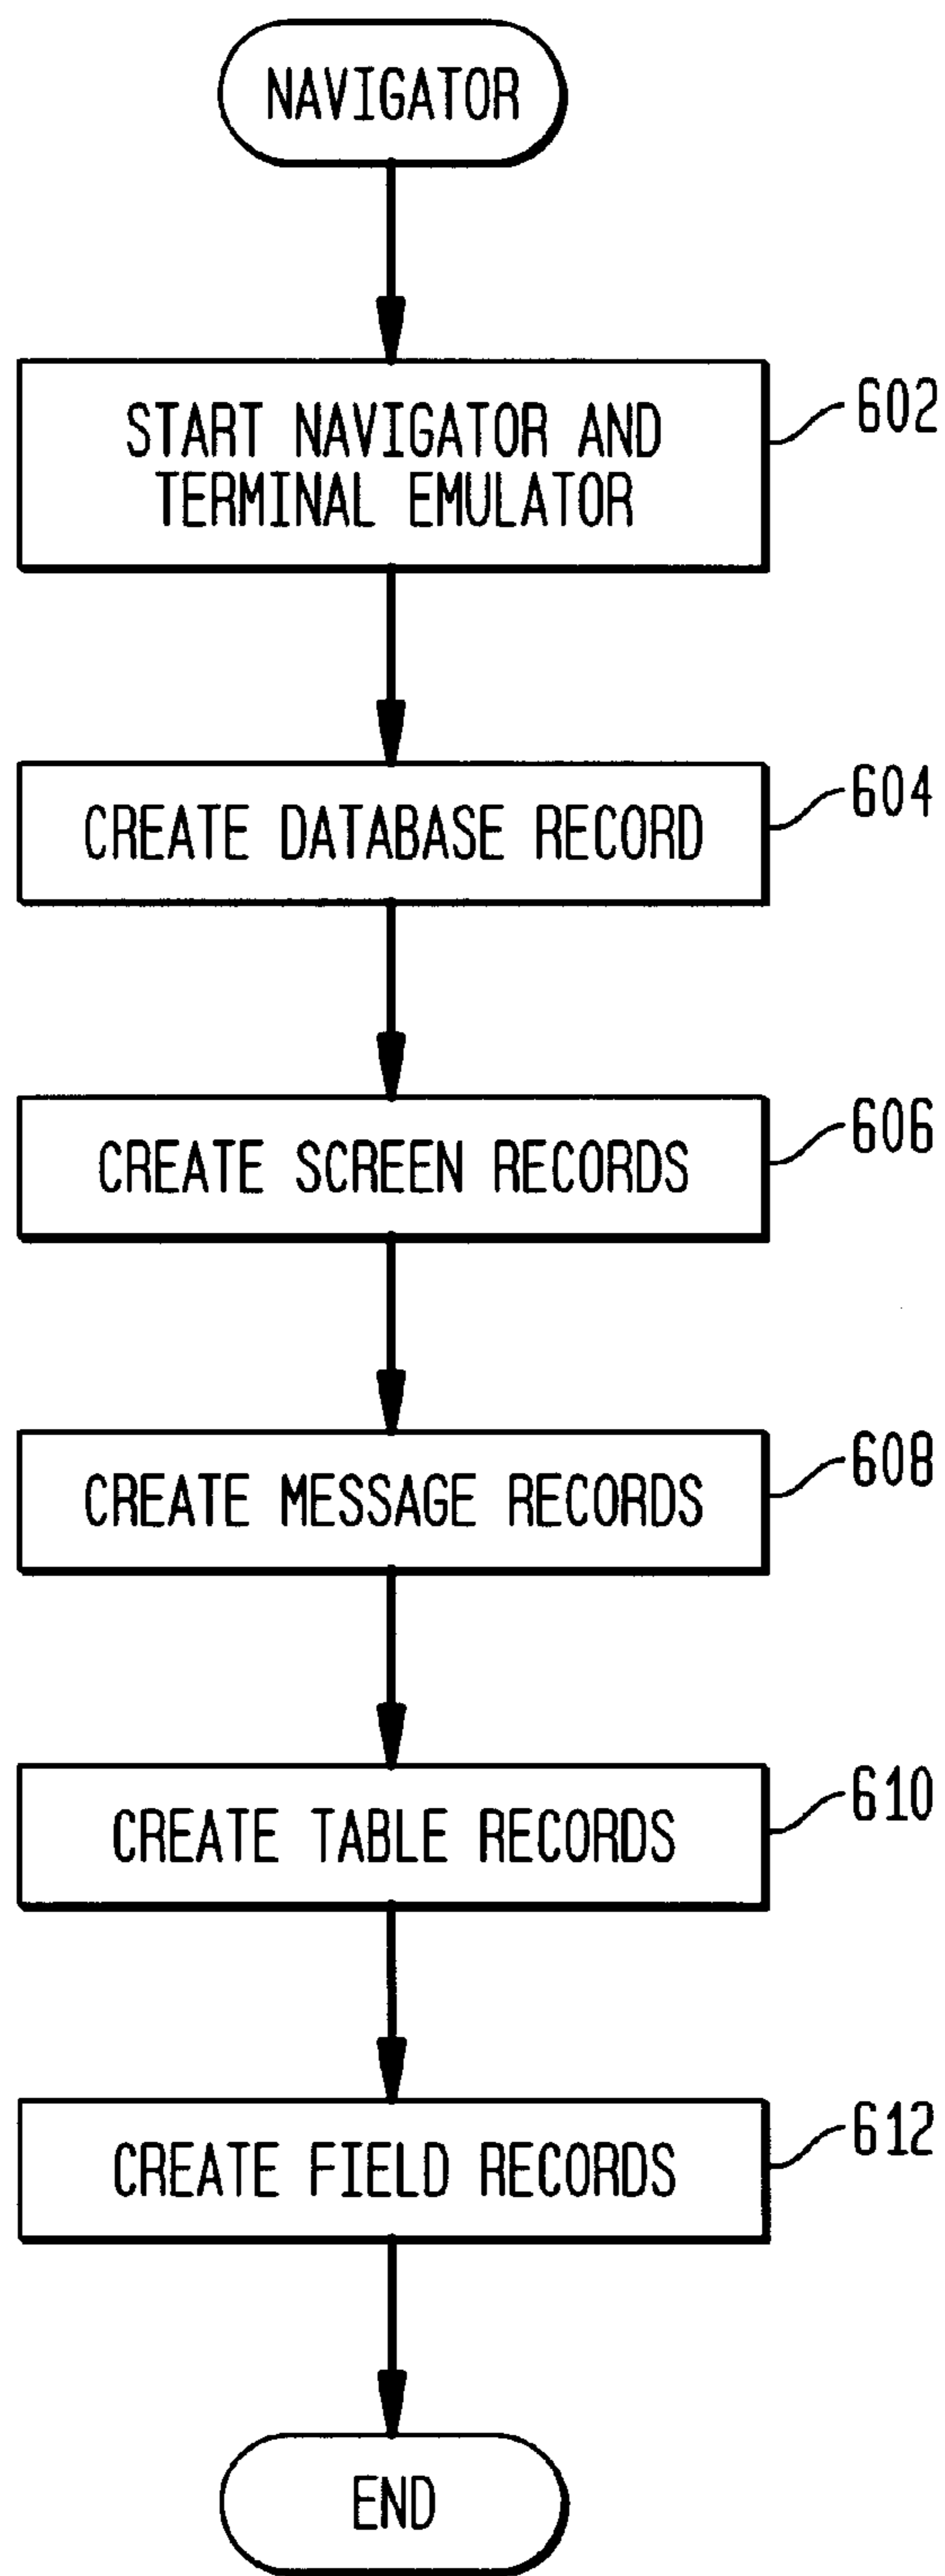 NAVIGATOR
START NAVIGATOR AND
TERMINAL EMULATOR
602
CREATE DATABASE RECORD
604
CREATE SCREEN RECORDS
606
CREATE MESSAGE RECORDS
608
CREATE TABLE RECORDS
610
CREATE FIELD RECORDS
612
END